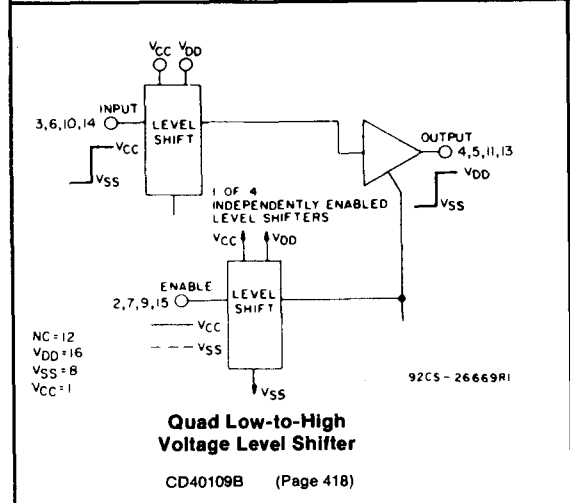 VCC VDD
INPUT
3,6,10,14
LEVEL
SHIFT
VCC
VSS
OUTPUT
4,5,11,13
VDD
VSS
1 OF 4
INDEPENDENTLY ENABLED
LEVEL SHIFTERS
VCC VDD
ENABLE
2,7,9,15
LEVEL
SHIFT
VCC
VSS
VSS
NC=12
VDD=16
VSS=8
VCC=1
92CS-26669R1
Quad Low-to-High
Voltage Level Shifter
CD40109B (Page 418)